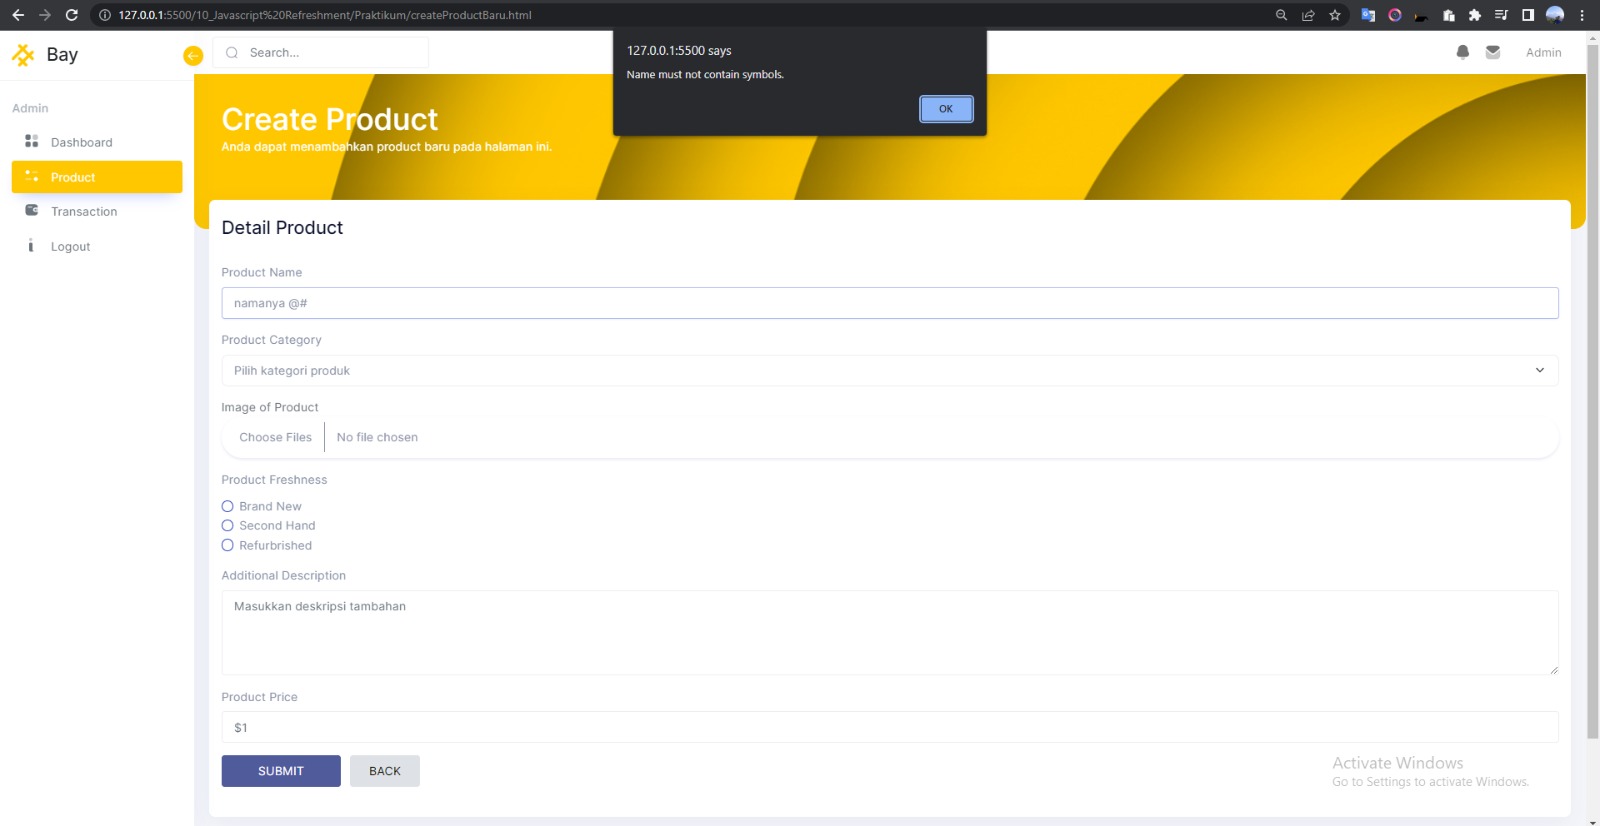 127.0.0.1:5500/10_Javascript%20Refreshment/Praktikum/createProductBaru.html
Bay
Search...
127.0.0.1:5500 says
Name must not contain symbols.
OK
Admin
Admin
Dashboard
Product
Transaction
Logout
Create Product
Anda dapat menambahkan product baru pada halaman ini.
Detail Product
Product Name
namanya @#
Product Category
Pilih kategori produk
Image of Product
Choose Files No file chosen
Product Freshness
Brand New
Second Hand
Refurbrished
Additional Description
Masukkan deskripsi tambahan
Product Price
$1
SUBMIT BACK
Activate Windows
Go to Settings to activate Windows.